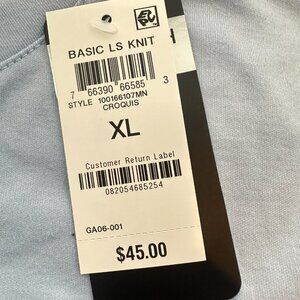 BASIC LS KNIT
7 66390 66585 3
STYLE 100166107MN
CROQUIS
XL
Customer Return Label
082054685254
GA06-001
$45.00
H